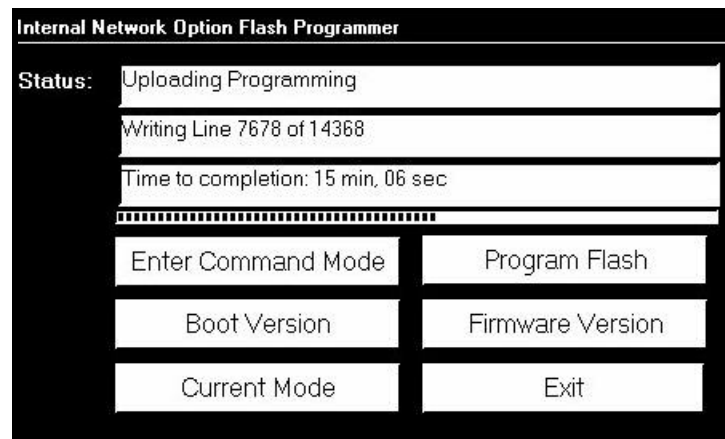 Internal Network Option Flash Programmer
Status: Uploading Programming
Writing Line 7678 of 14368
Time to completion: 15 min, 06 sec
Enter Command Mode Program Flash
Boot Version Firmware Version
Current Mode Exit